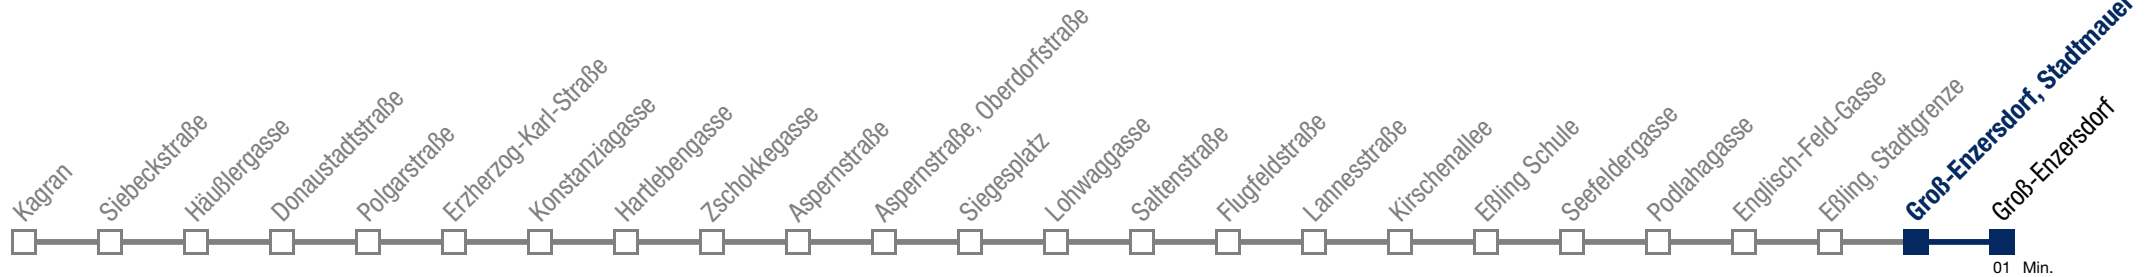 Kagran
Siebeckstraße
Häußlergasse
Donaustadtstraße
Polgarstraße
Erzherzog-Karl-Straße
Konstanziagasse
Hartlebengasse
Zschokkegasse
Aspernstraße
Aspernstraße, Oberdorfstraße
Siegesplatz
Lohwaggasse
Saltenstraße
Flugfeldstraße
Lannesstraße
Kirschenallee
Eßling Schule
Seefeldergasse
Podlahagasse
Englisch-Feld-Gasse
Eßling, Stadtgrenze
Groß-Enzersdorf, Stadtmauer
Groß-Enzersdorf
01 Min.